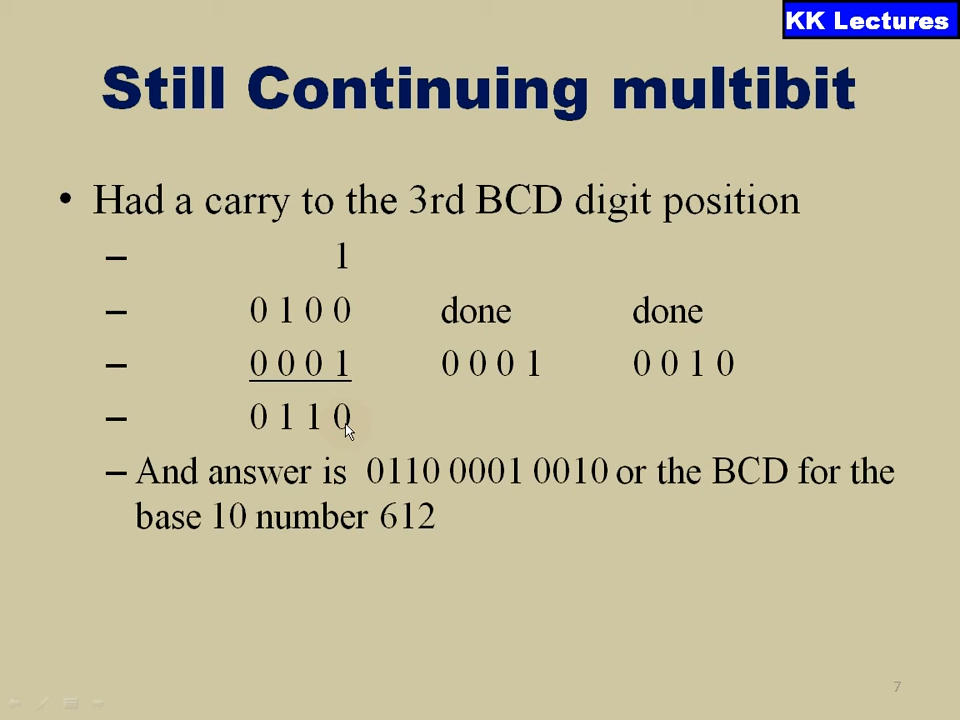 KK Lectures
Still Continuing multibit
• Had a carry to the 3rd BCD digit position
– 1
– 0 1 0 0 done done
– 0 0 0 1 0 0 0 1 0 0 1 0
– 0 1 1 0
– And answer is 0110 0001 0010 or the BCD for the
base 10 number 612
7